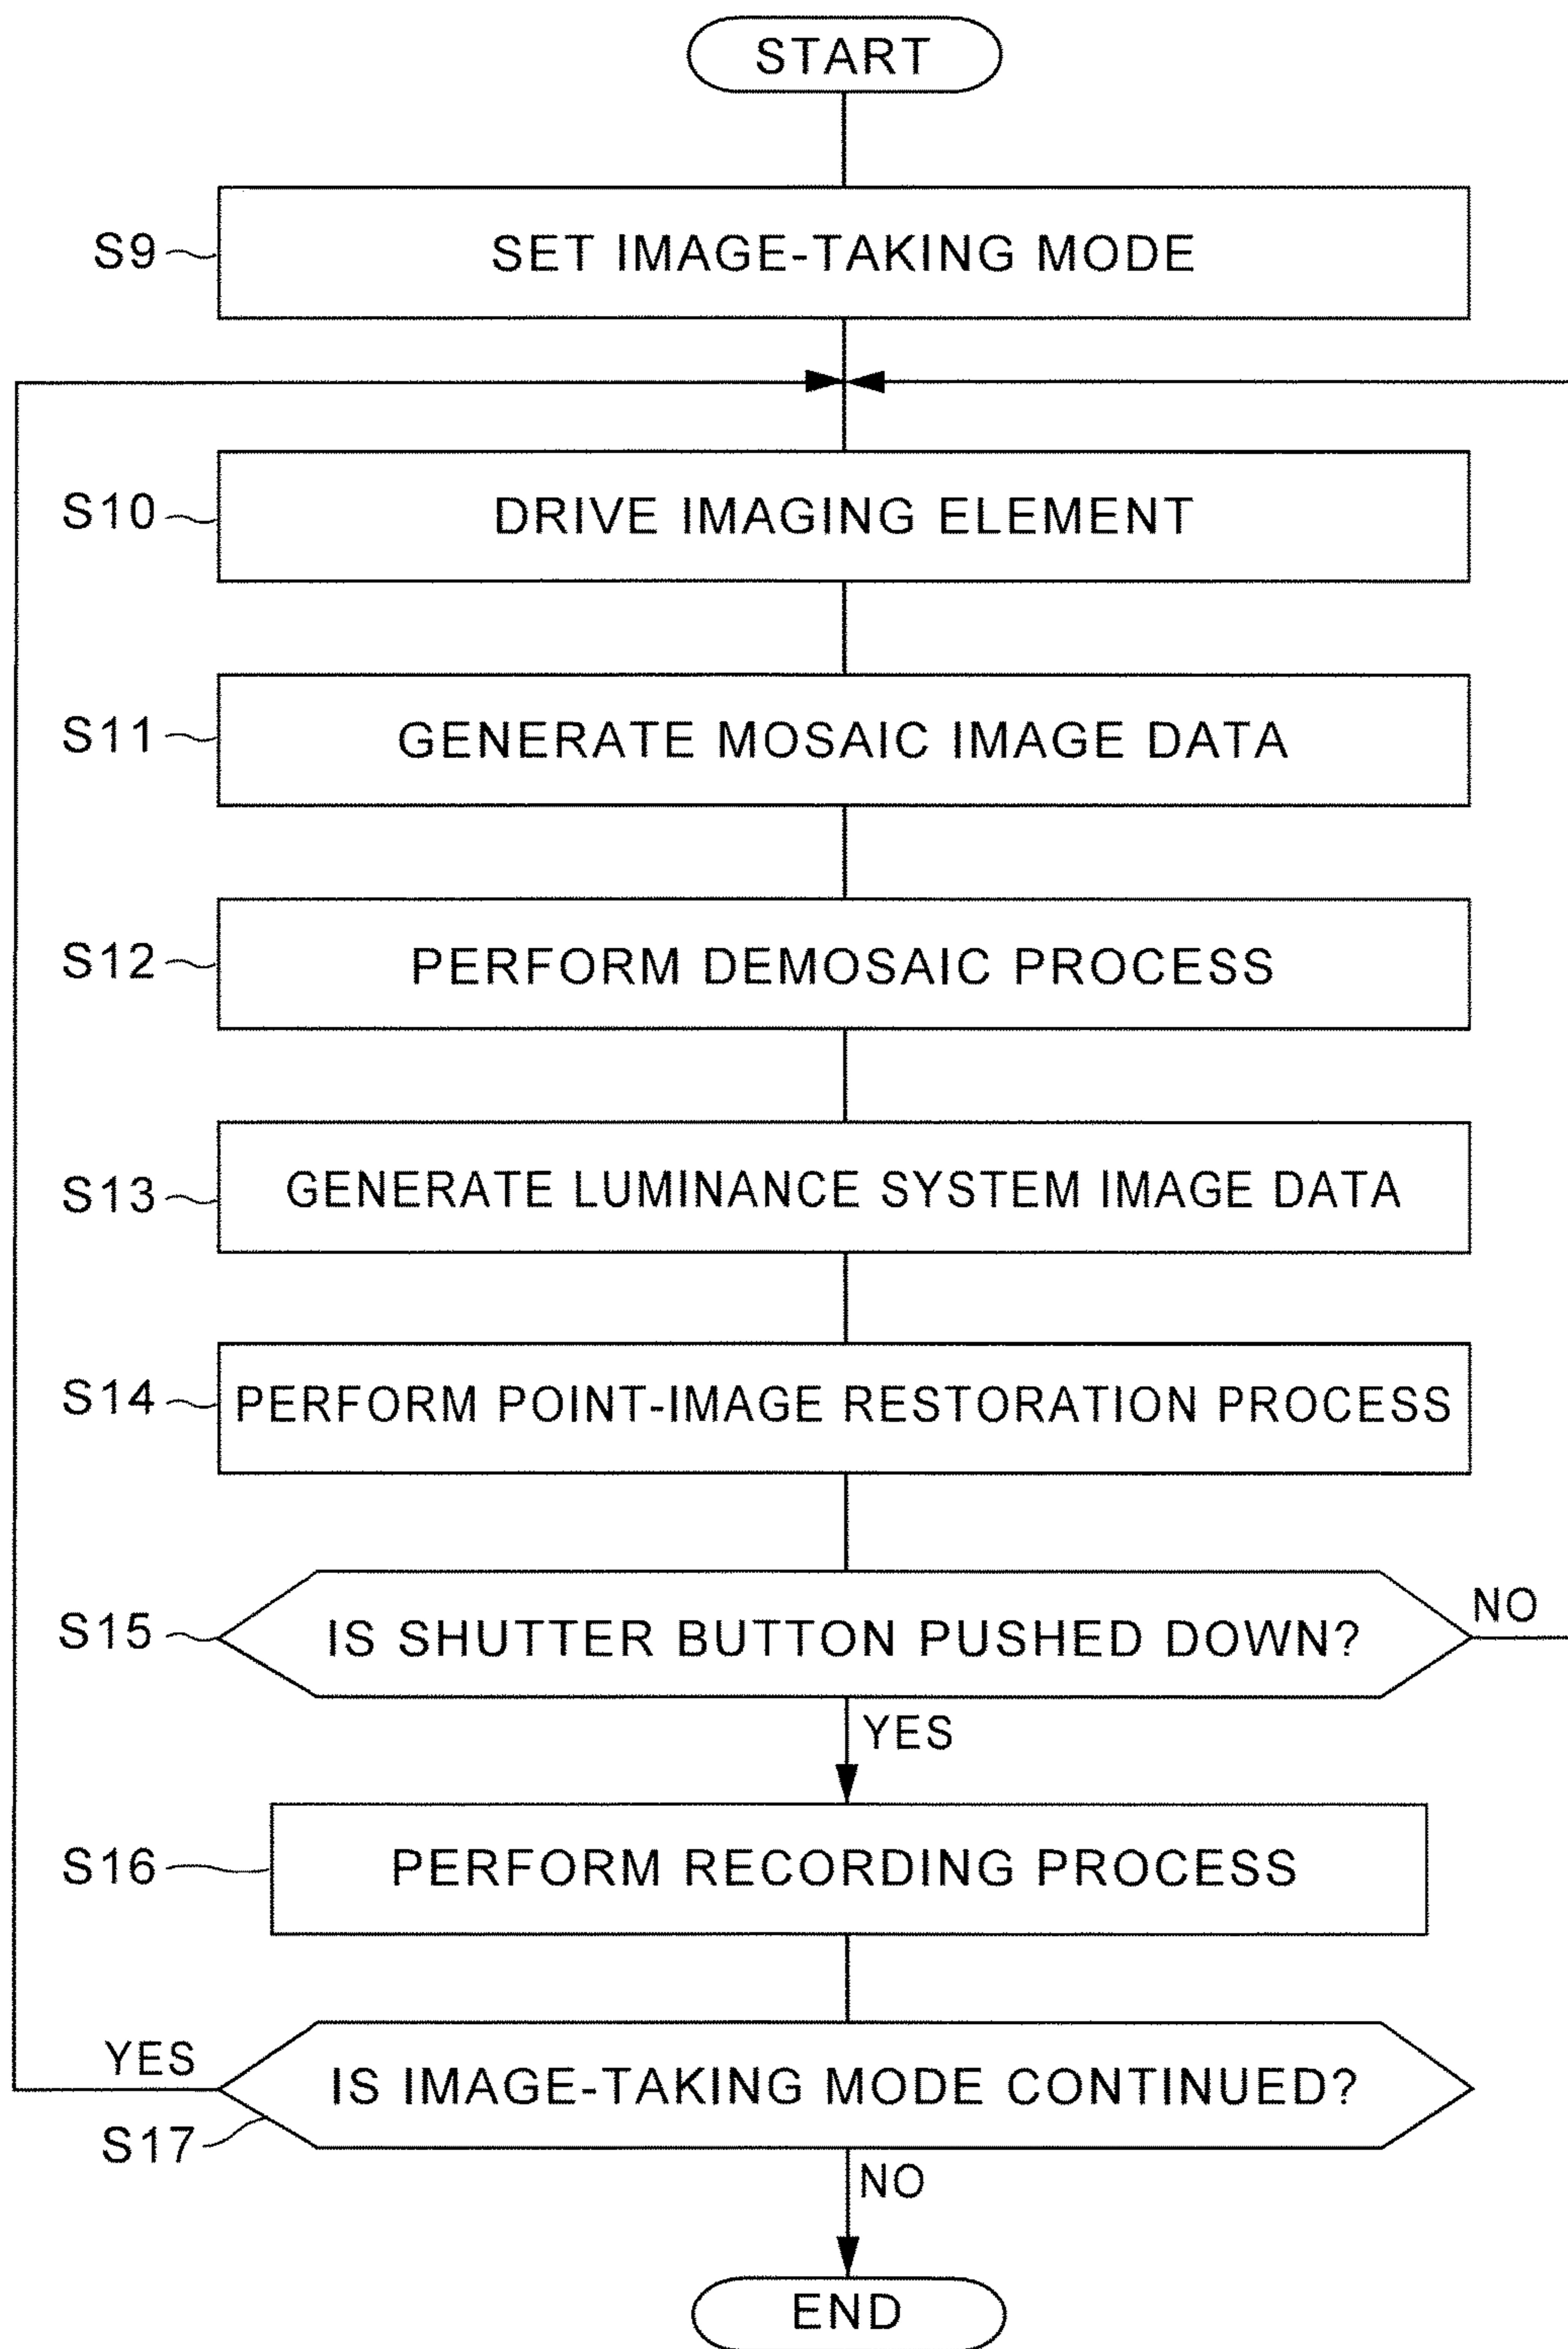 START
S9
SET IMAGE-TAKING MODE
S10
DRIVE IMAGING ELEMENT
S11
GENERATE MOSAIC IMAGE DATA
S12
PERFORM DEMOSAIC PROCESS
S13
GENERATE LUMINANCE SYSTEM IMAGE DATA
S14
PERFORM POINT-IMAGE RESTORATION PROCESS
S15
IS SHUTTER BUTTON PUSHED DOWN?
NO
YES
S16
PERFORM RECORDING PROCESS
YES
IS IMAGE-TAKING MODE CONTINUED?
S17
NO
END